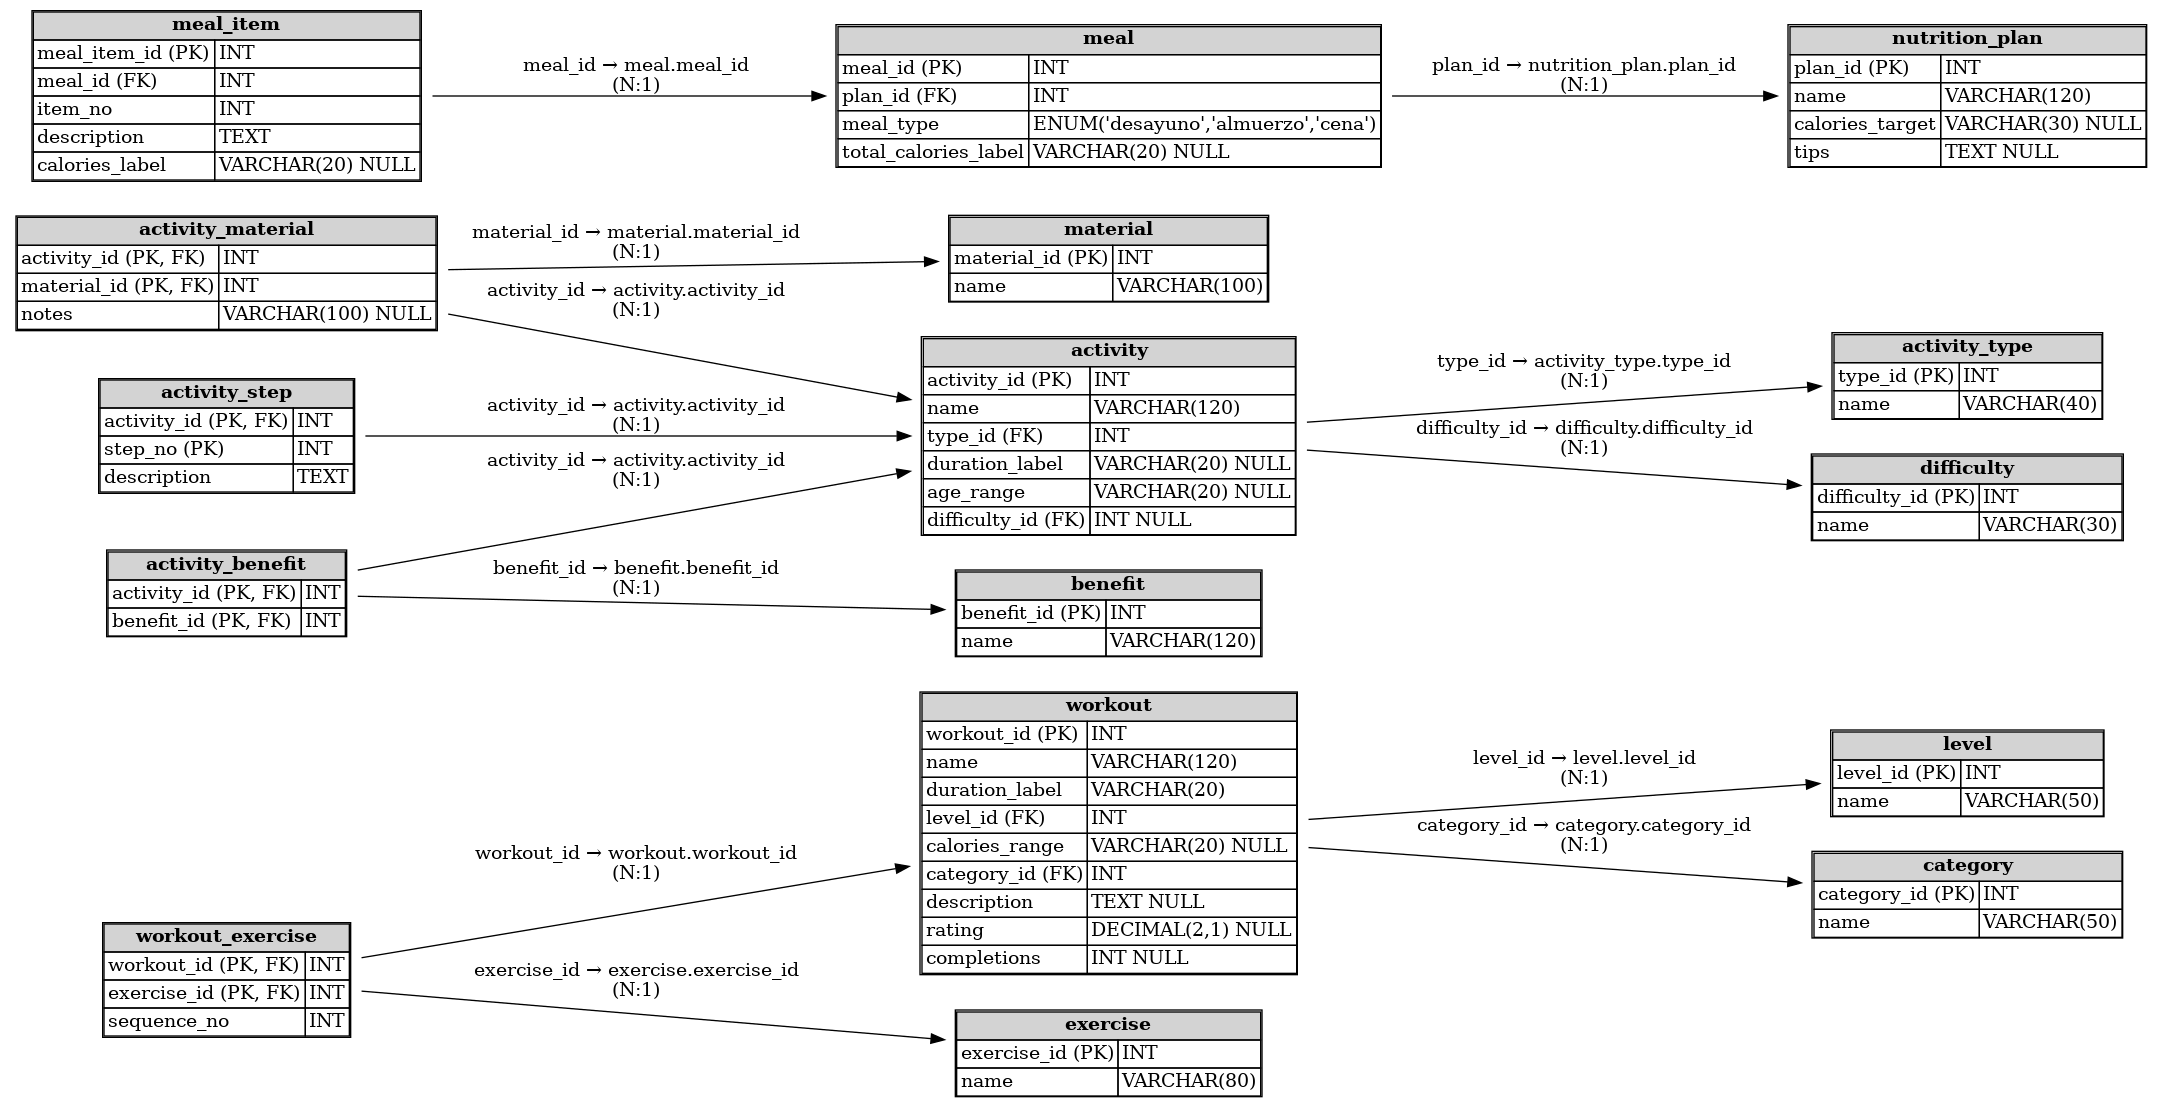 meal_item
meal_item_id (PK) INT
meal_id (FK) INT
item_no INT
description TEXT
calories_label VARCHAR(20) NULL
meal_id → meal.meal_id
(N:1)
meal
meal_id (PK) INT
plan_id (FK) INT
meal_type ENUM('desayuno','almuerzo','cena')
total_calories_label VARCHAR(20) NULL
plan_id → nutrition_plan.plan_id
(N:1)
nutrition_plan
plan_id (PK) INT
name VARCHAR(120)
calories_target VARCHAR(30) NULL
tips TEXT NULL
activity_material
activity_id (PK, FK) INT
material_id (PK, FK) INT
notes VARCHAR(100) NULL
material_id → material.material_id
(N:1)
activity_id → activity.activity_id
(N:1)
material
material_id (PK) INT
name VARCHAR(100)
activity_step
activity_id (PK, FK) INT
step_no (PK) INT
description TEXT
activity_id → activity.activity_id
(N:1)
activity
activity_id (PK) INT
name VARCHAR(120)
type_id (FK) INT
duration_label VARCHAR(20) NULL
age_range VARCHAR(20) NULL
difficulty_id (FK) INT NULL
type_id → activity_type.type_id
(N:1)
difficulty_id → difficulty.difficulty_id
(N:1)
activity_type
type_id (PK) INT
name VARCHAR(40)
difficulty
difficulty_id (PK) INT
name VARCHAR(30)
activity_benefit
activity_id (PK, FK) INT
benefit_id (PK, FK) INT
activity_id → activity.activity_id
(N:1)
benefit_id → benefit.benefit_id
(N:1)
benefit
benefit_id (PK) INT
name VARCHAR(120)
workout
workout_id (PK) INT
name VARCHAR(120)
duration_label VARCHAR(20)
level_id (FK) INT
calories_range VARCHAR(20) NULL
category_id (FK) INT
description TEXT NULL
rating DECIMAL(2,1) NULL
completions INT NULL
level_id → level.level_id
(N:1)
category_id → category.category_id
(N:1)
level
level_id (PK) INT
name VARCHAR(50)
category
category_id (PK) INT
name VARCHAR(50)
workout_exercise
workout_id (PK, FK) INT
exercise_id (PK, FK) INT
sequence_no INT
workout_id → workout.workout_id
(N:1)
exercise_id → exercise.exercise_id
(N:1)
exercise
exercise_id (PK) INT
name VARCHAR(80)